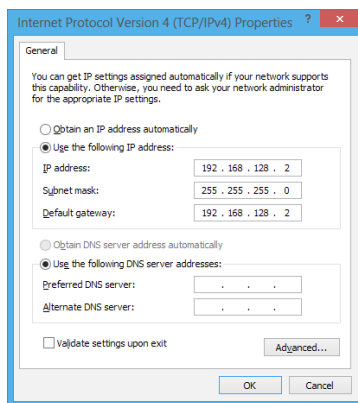 Internet Protocol Version 4 (TCP/IPv4) Properties ? ×
General
You can get IP settings assigned automatically if your network supports
this capability. Otherwise, you need to ask your network administrator
for the appropriate IP settings.
Obtain an IP address automatically
Use the following IP address:
IP address: 192 . 168 . 128 . 2
Subnet mask: 255 . 255 . 255 . 0
Default gateway: 192 . 168 . 128 . 2
Obtain DNS server address automatically
Use the following DNS server addresses:
Preferred DNS server: . . .
Alternate DNS server: . . .
Validate settings upon exit
Advanced...
OK Cancel